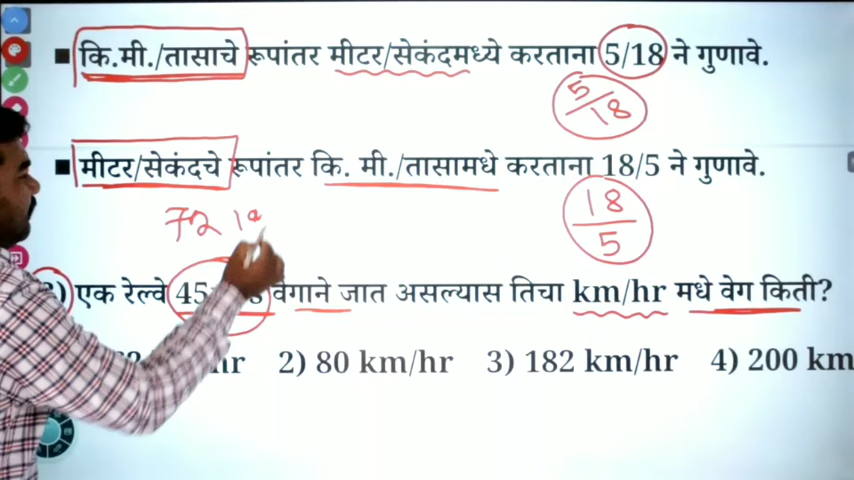 ■ कि.मी./तासाचे रूपांतर मीटर/सेकंदमध्ये करताना 5/18 ने गुणावे.
5/18
■ मीटर/सेकंदचे रूपांतर कि. मी./तासामधे करताना 18/5 ने गुणावे.
72
18/5
एक रेल्वे 45 वेगाने जात असल्यास तिचा km/hr मधे वेग किती?
hr 2) 80 km/hr 3) 182 km/hr 4) 200 km